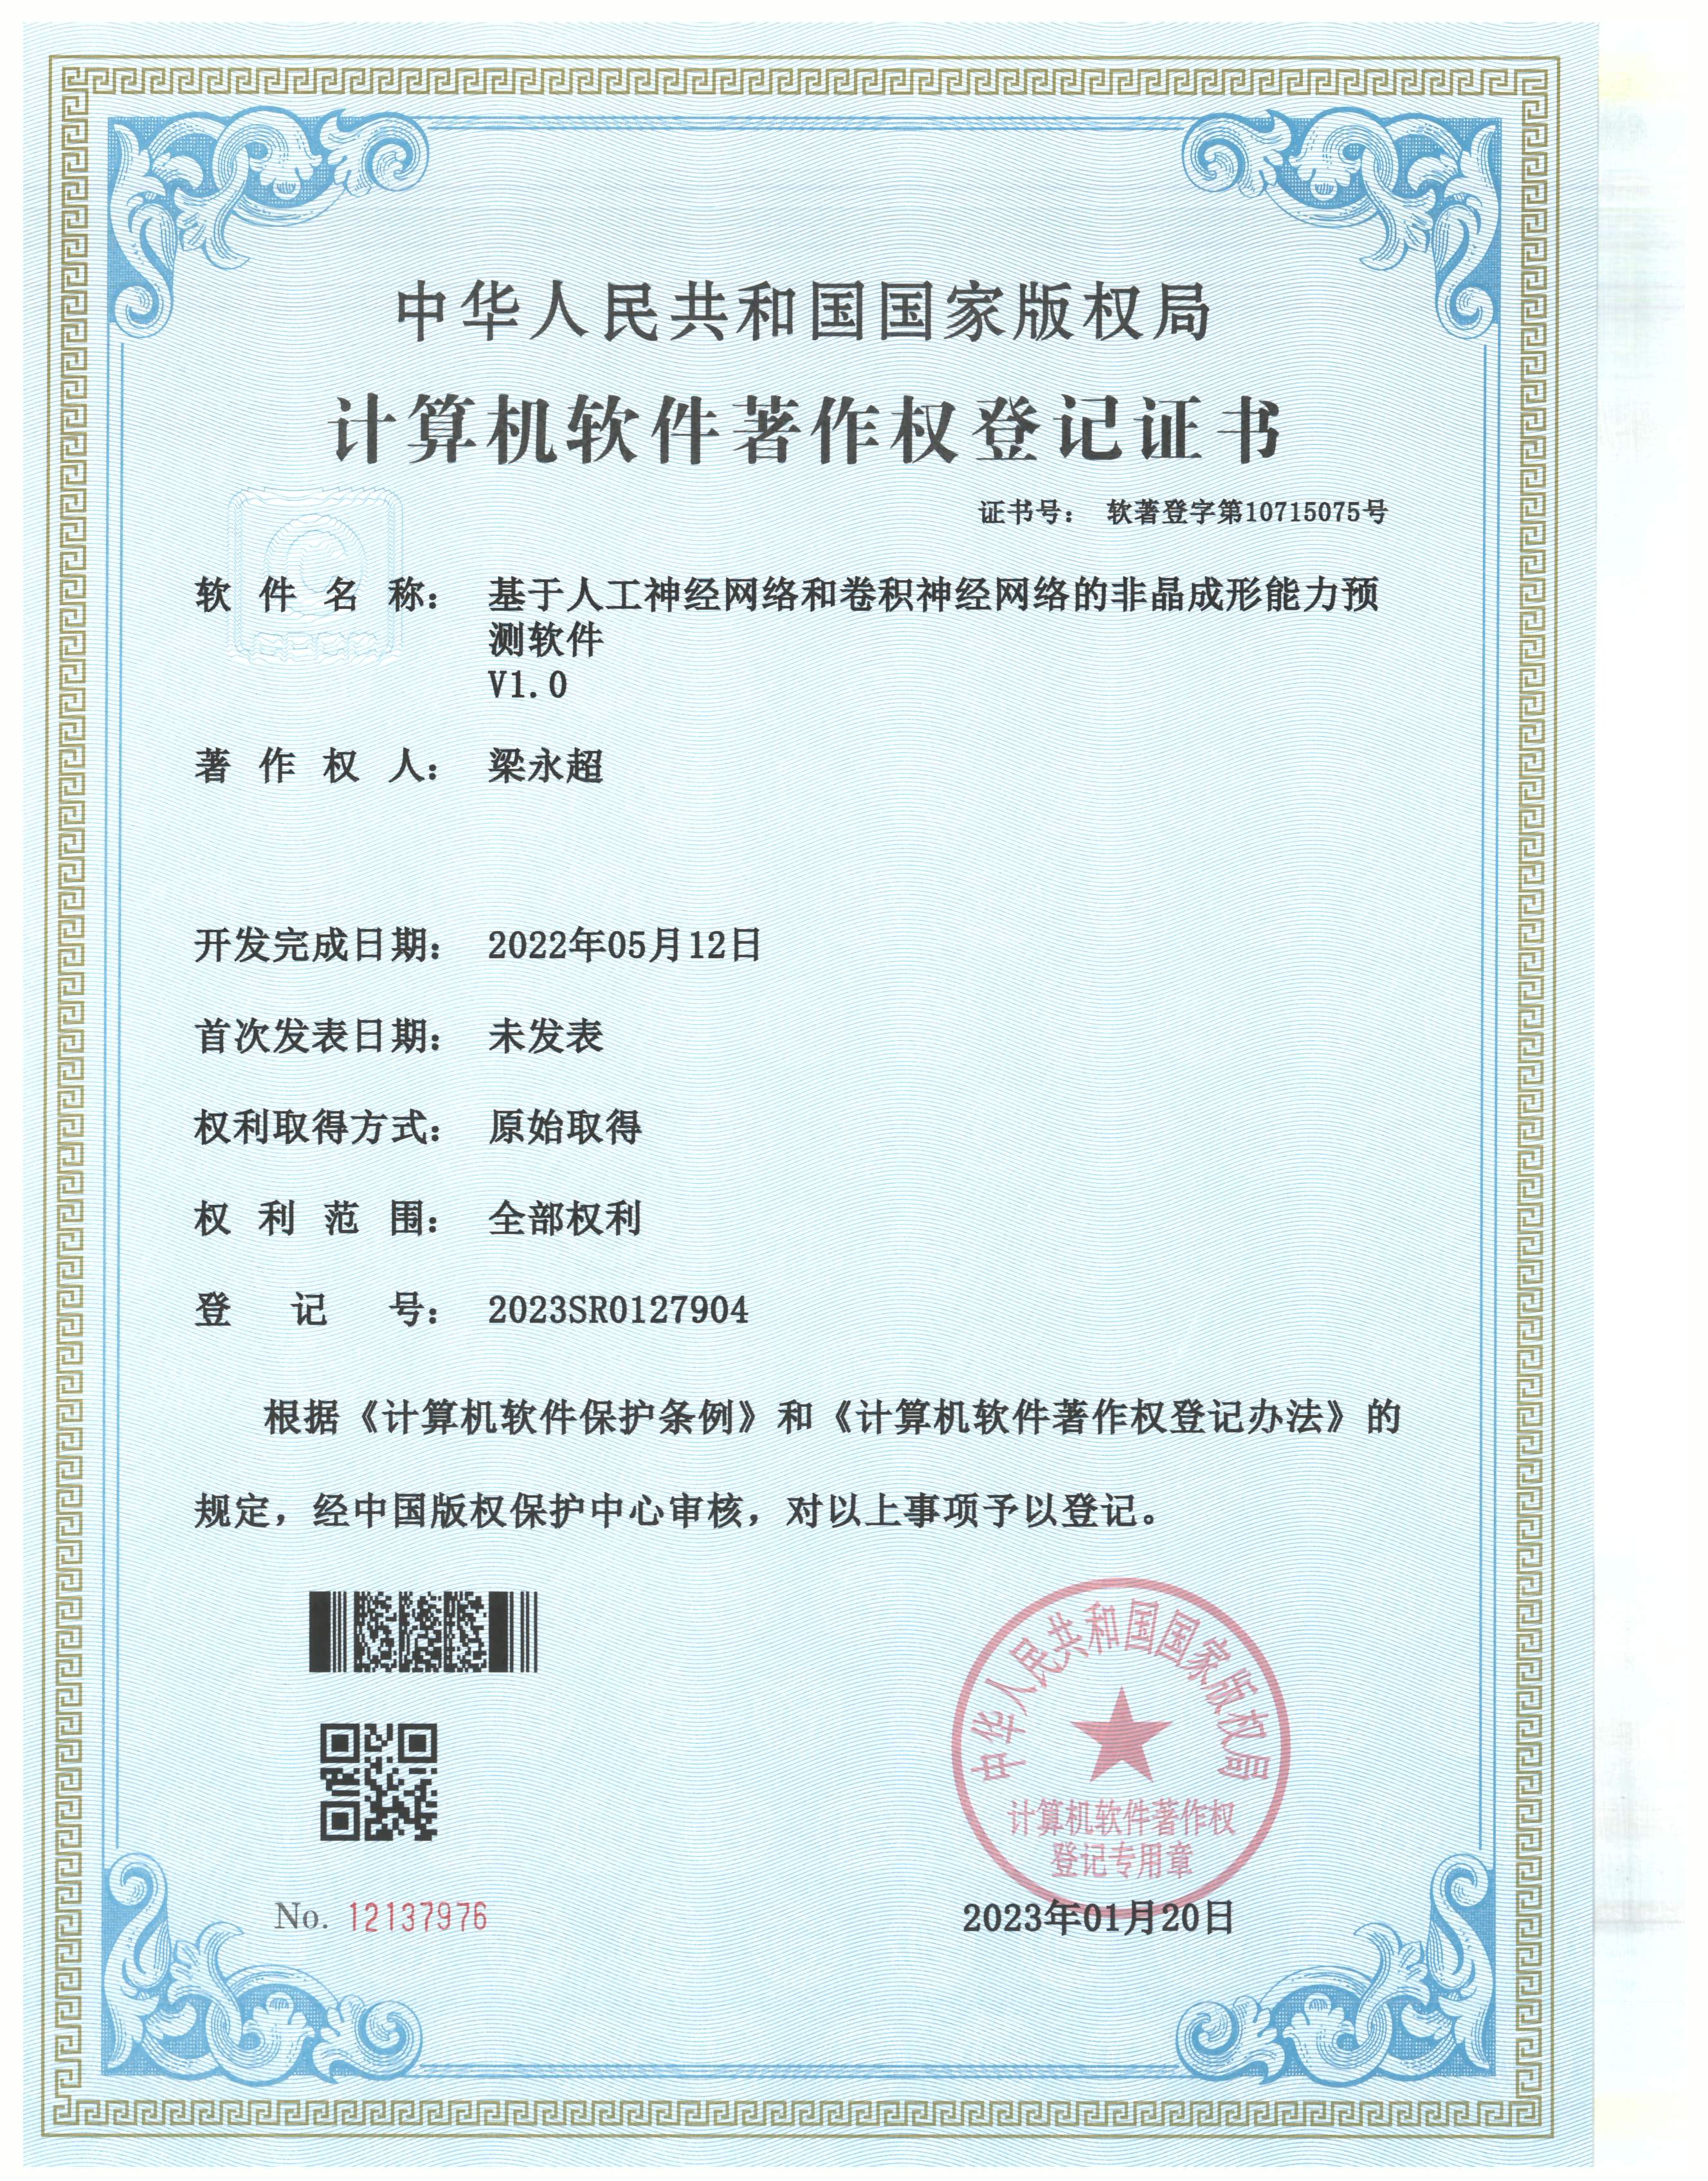 中华人民共和国国家版权局
计算机软件著作权登记证书
证书号： 软著登字第10715075号
软件名称： 基于人工神经网络和卷积神经网络的非晶成形能力预
测软件
V1.0
著作权人： 梁永超
开发完成日期： 2022年05月12日
首次发表日期： 未发表
权利取得方式： 原始取得
权利范围： 全部权利
登记号： 2023SR0127904
根据《计算机软件保护条例》和《计算机软件著作权登记办法》的
规定，经中国版权保护中心审核，对以上事项予以登记。
中华人民共和国国家版权局
计算机软件著作权
登记专用章
No. 12137976
2023年01月20日